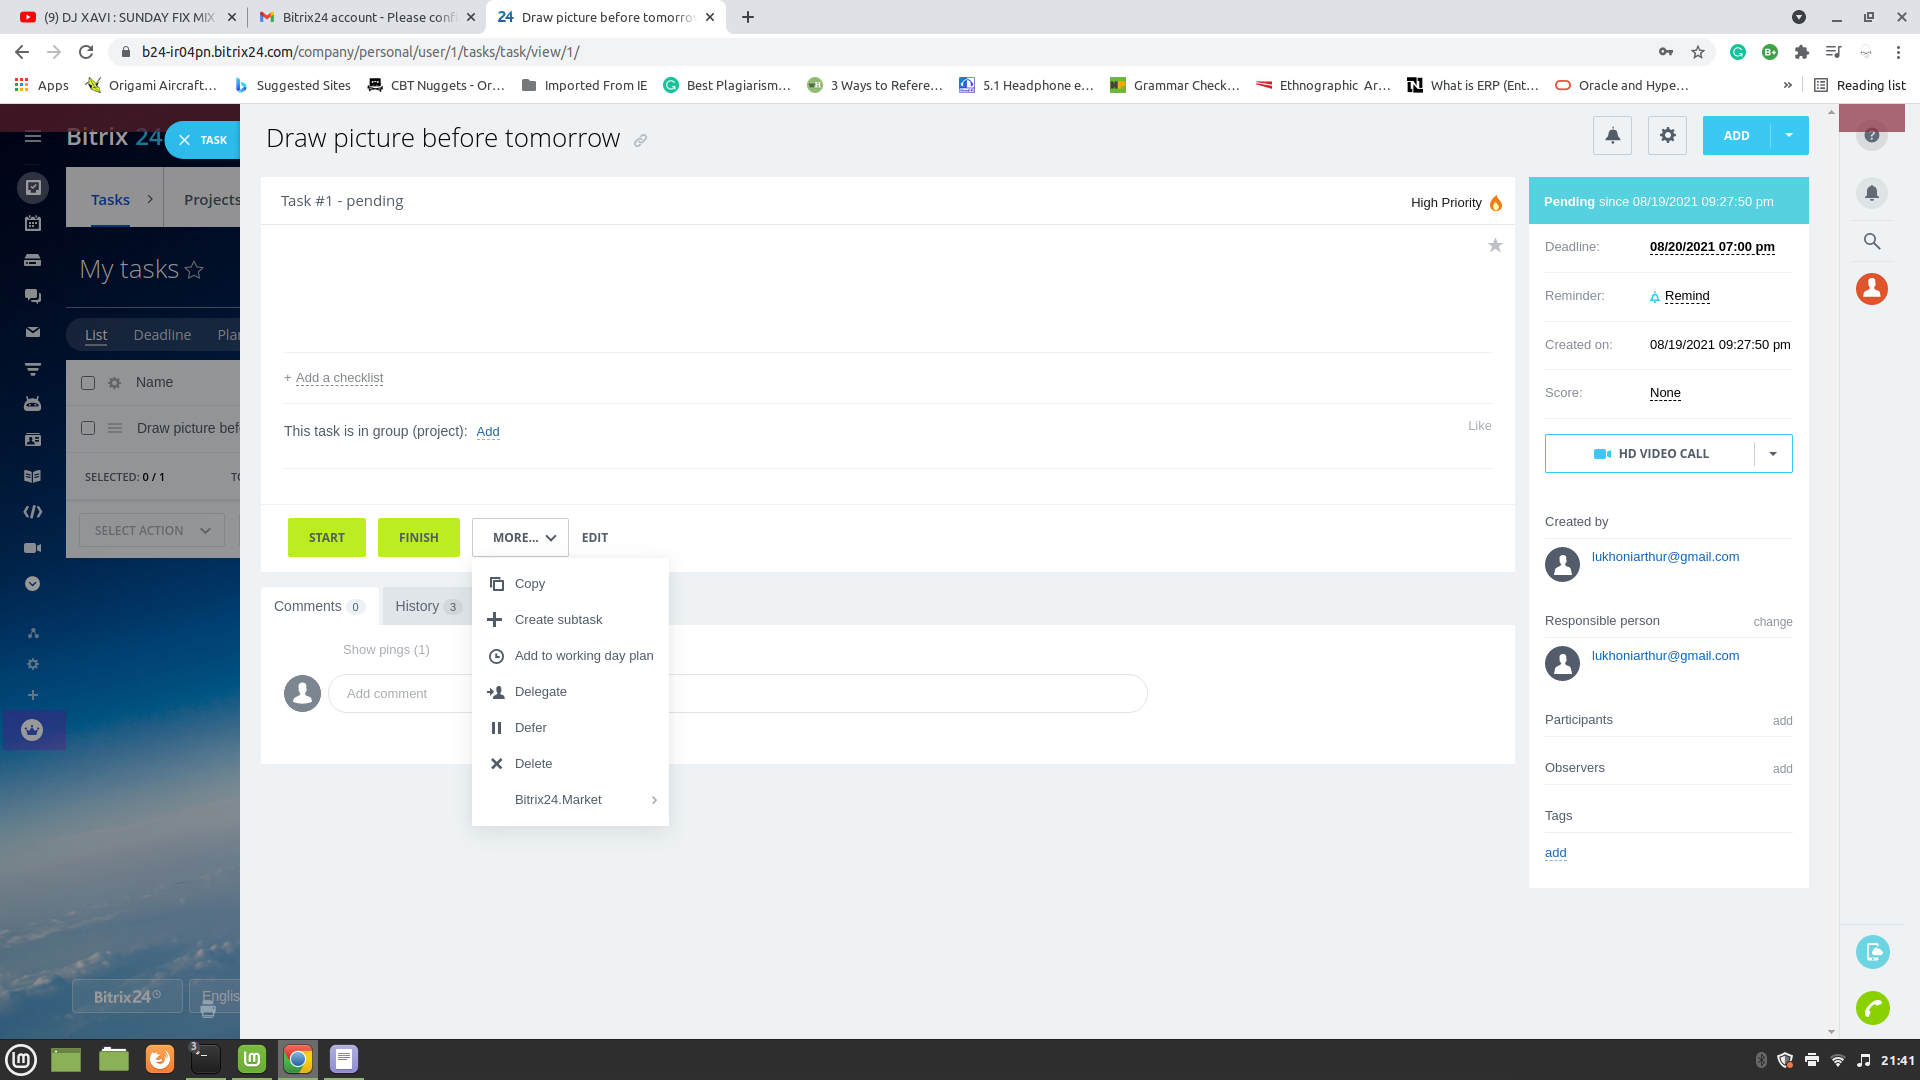 (9) DJ XAVI : SUNDAY FIX MIX
Bitrix24 account - Please conf
24 Draw picture before tomorro
b24-ir04pn.bitrix24.com/company/personal/user/1/tasks/task/view/1/
Apps
Origami Aircraft…
Suggested Sites
CBT Nuggets - Or…
Imported From IE
Best Plagiarism…
3 Ways to Refere…
5.1 Headphone e…
Grammar Check…
Ethnographic Ar…
What is ERP (Ent…
Oracle and Hype…
»
Reading list
Bitrix 24
TASK
Draw picture before tomorrow
ADD
Tasks
Projects
My tasks
List
Deadline
Plan
Name
Draw picture bef
SELECTED: 0 / 1
TO
SELECT ACTION
Bitrix24
Englis
Task #1 - pending
High Priority
+ Add a checklist
This task is in group (project): Add
Like
START
FINISH
MORE...
EDIT
Copy
Create subtask
Add to working day plan
Delegate
Defer
Delete
Bitrix24.Market
Comments 0
History 3
Show pings (1)
Add comment
Pending since 08/19/2021 09:27:50 pm
Deadline: 08/20/2021 07:00 pm
Reminder: Remind
Created on: 08/19/2021 09:27:50 pm
Score: None
HD VIDEO CALL
Created by
lukhoniarthur@gmail.com
Responsible person change
lukhoniarthur@gmail.com
Participants add
Observers add
Tags
add
3
21:41